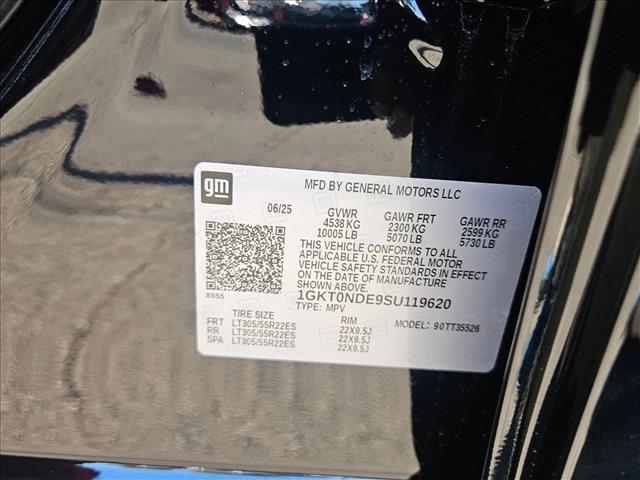 gm
MFD BY GENERAL MOTORS LLC
06/25 GVWR GAWR FRT GAWR RR
4538 KG 2300 KG 2599 KG
10005 LB 5070 LB 5730 LB
THIS VEHICLE CONFORMS TO ALL
APPLICABLE U.S. FEDERAL MOTOR
VEHICLE SAFETY STANDARDS IN EFFECT
ON THE DATE OF MANUFACTURE
SHOWN ABOVE.
8555
1GKT0NDE9SU119620
TYPE: MPV
TIRE SIZE RIM MODEL: 90TT35526
FRT LT305/55R22ES 22X9.5J
RR LT305/55R22ES 22X9.5J
SPA LT305/55R22ES 22X9.5J